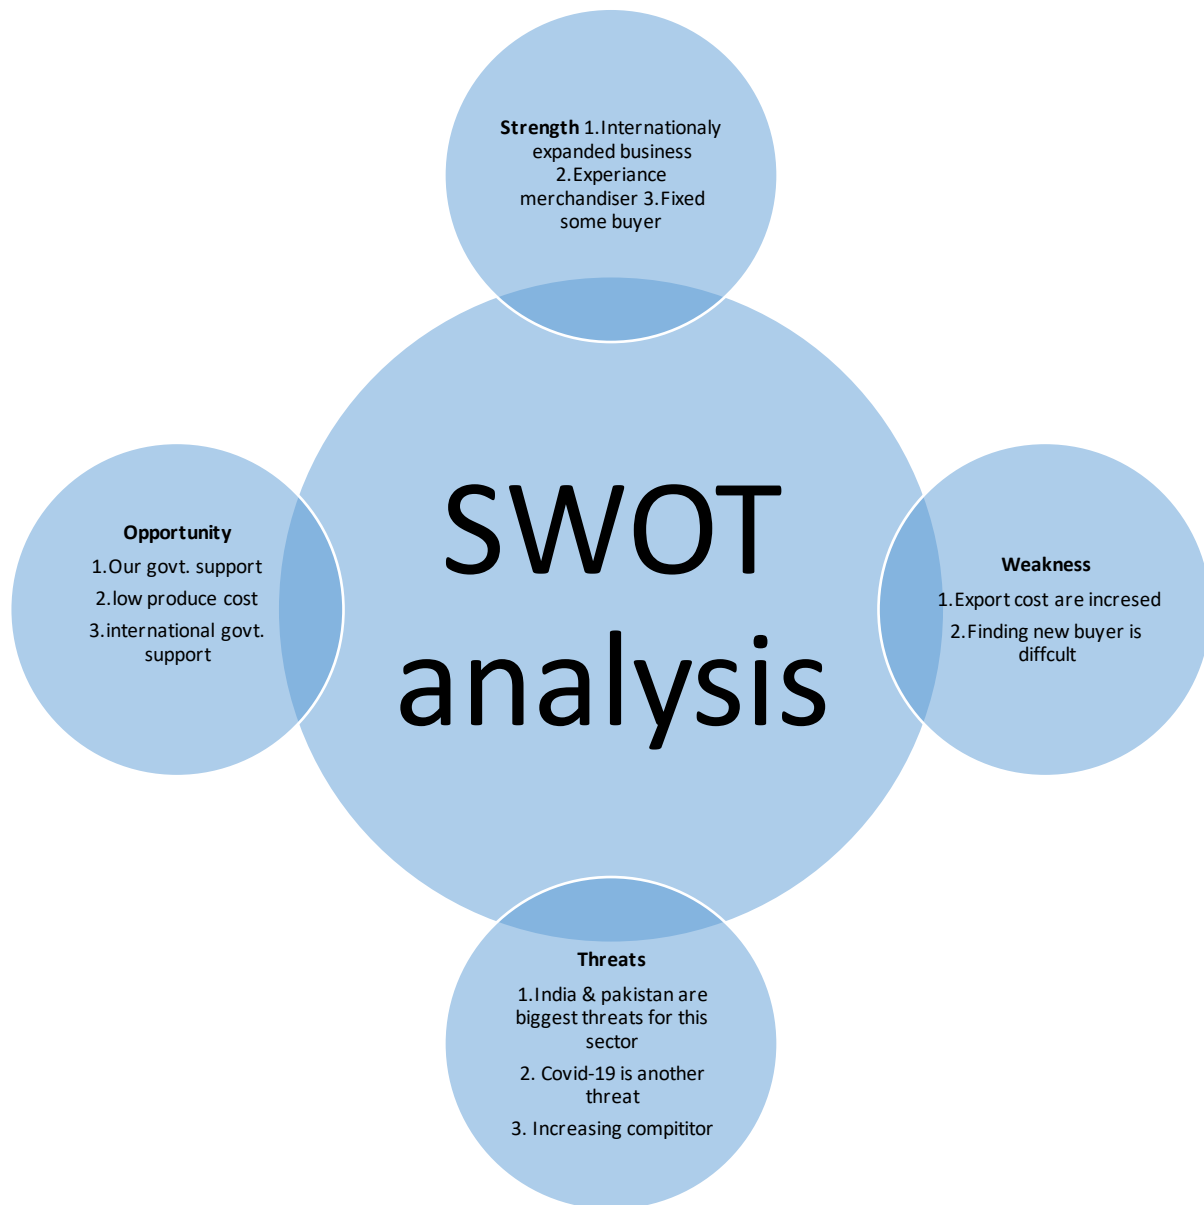 Strength 1.Internationaly
expanded business
2.Experiance
merchandiser 3.Fixed
some buyer
SWOT
analysis
Opportunity
1.Our govt. support
2.low produce cost
3.international govt.
support
Weakness
1.Export cost are incresed
2.Finding new buyer is
diffcult
Threats
1.India & pakistan are
biggest threats for this
sector
2. Covid-19 is another
threat
3. Increasing compititor